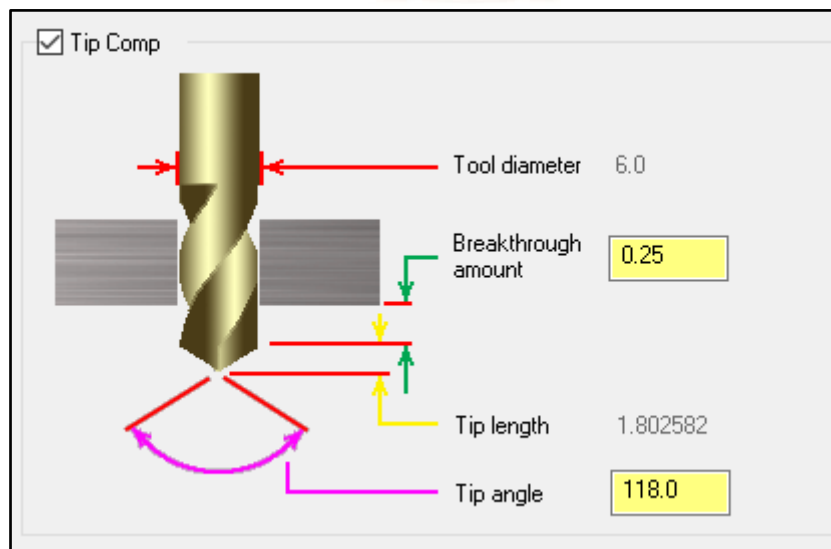 Tip Comp
Tool diameter 6.0
Breakthrough
amount 0.25
Tip length 1.802582
Tip angle 118.0